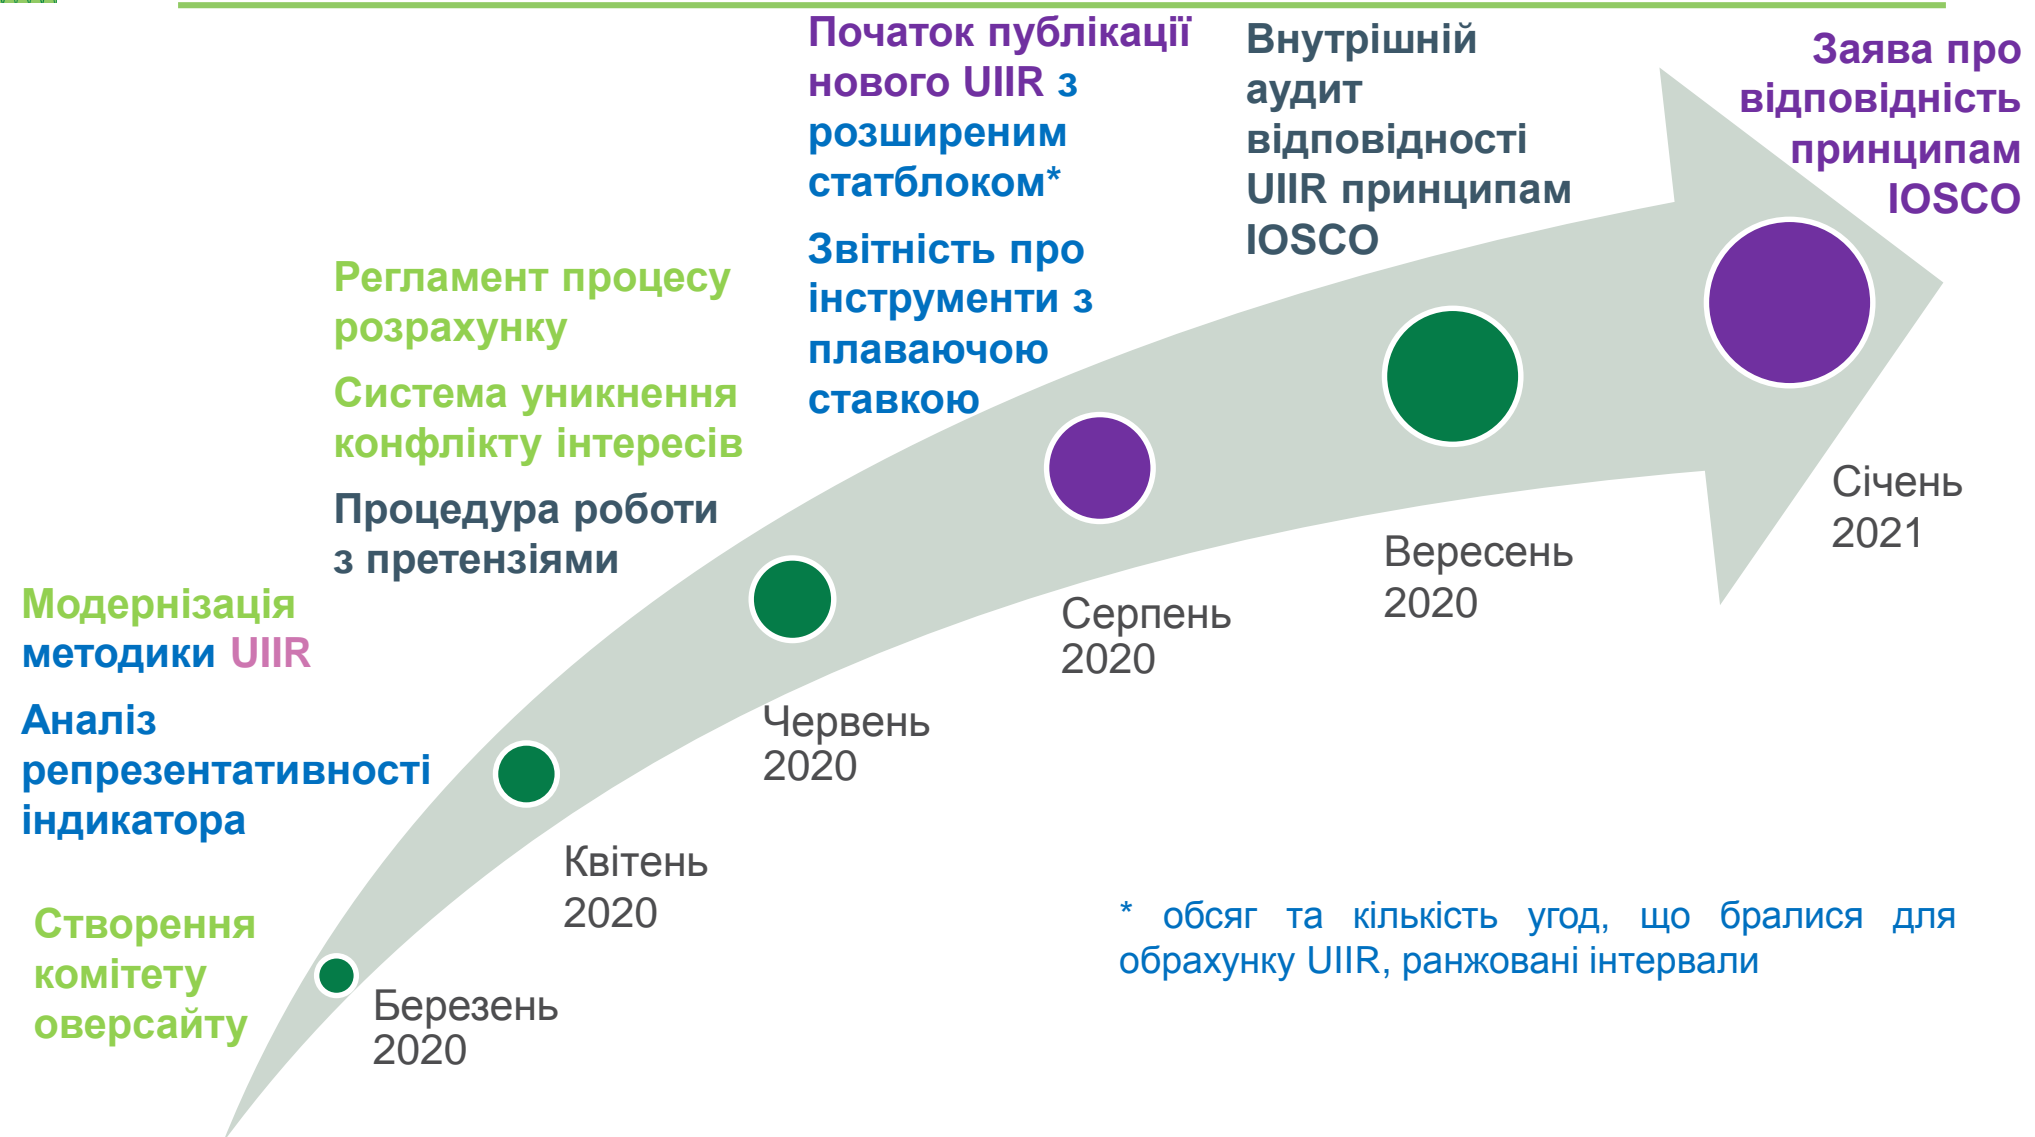 Створення
комітету
оверсайту
Березень
2020
Модернізація
методики UIIR
Аналіз
репрезентативності
індикатора
Квітень
2020
Регламент процесу
розрахунку
Система уникнення
конфлікту інтересів
Процедура роботи
з претензіями
Червень
2020
Початок публікації
нового UIIR з
розширеним
статблоком*
Звітність про
інструменти з
плаваючою
ставкою
Серпень
2020
Внутрішній
аудит
відповідності
UIIR принципам
IOSCO
Вересень
2020
Заява про
відповідність
принципам
IOSCO
Січень
2021
* обсяг та кількість угод, що бралися для
обрахунку UIIR, ранжовані інтервали